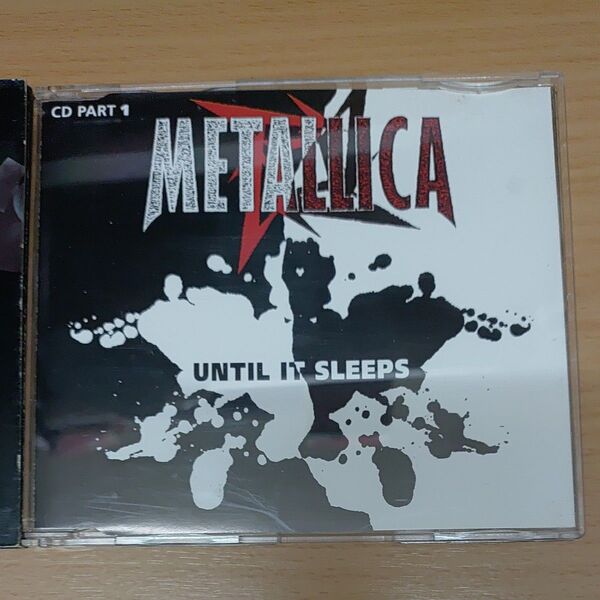 CD PART 1
METALLICA
UNTIL IT SLEEPS